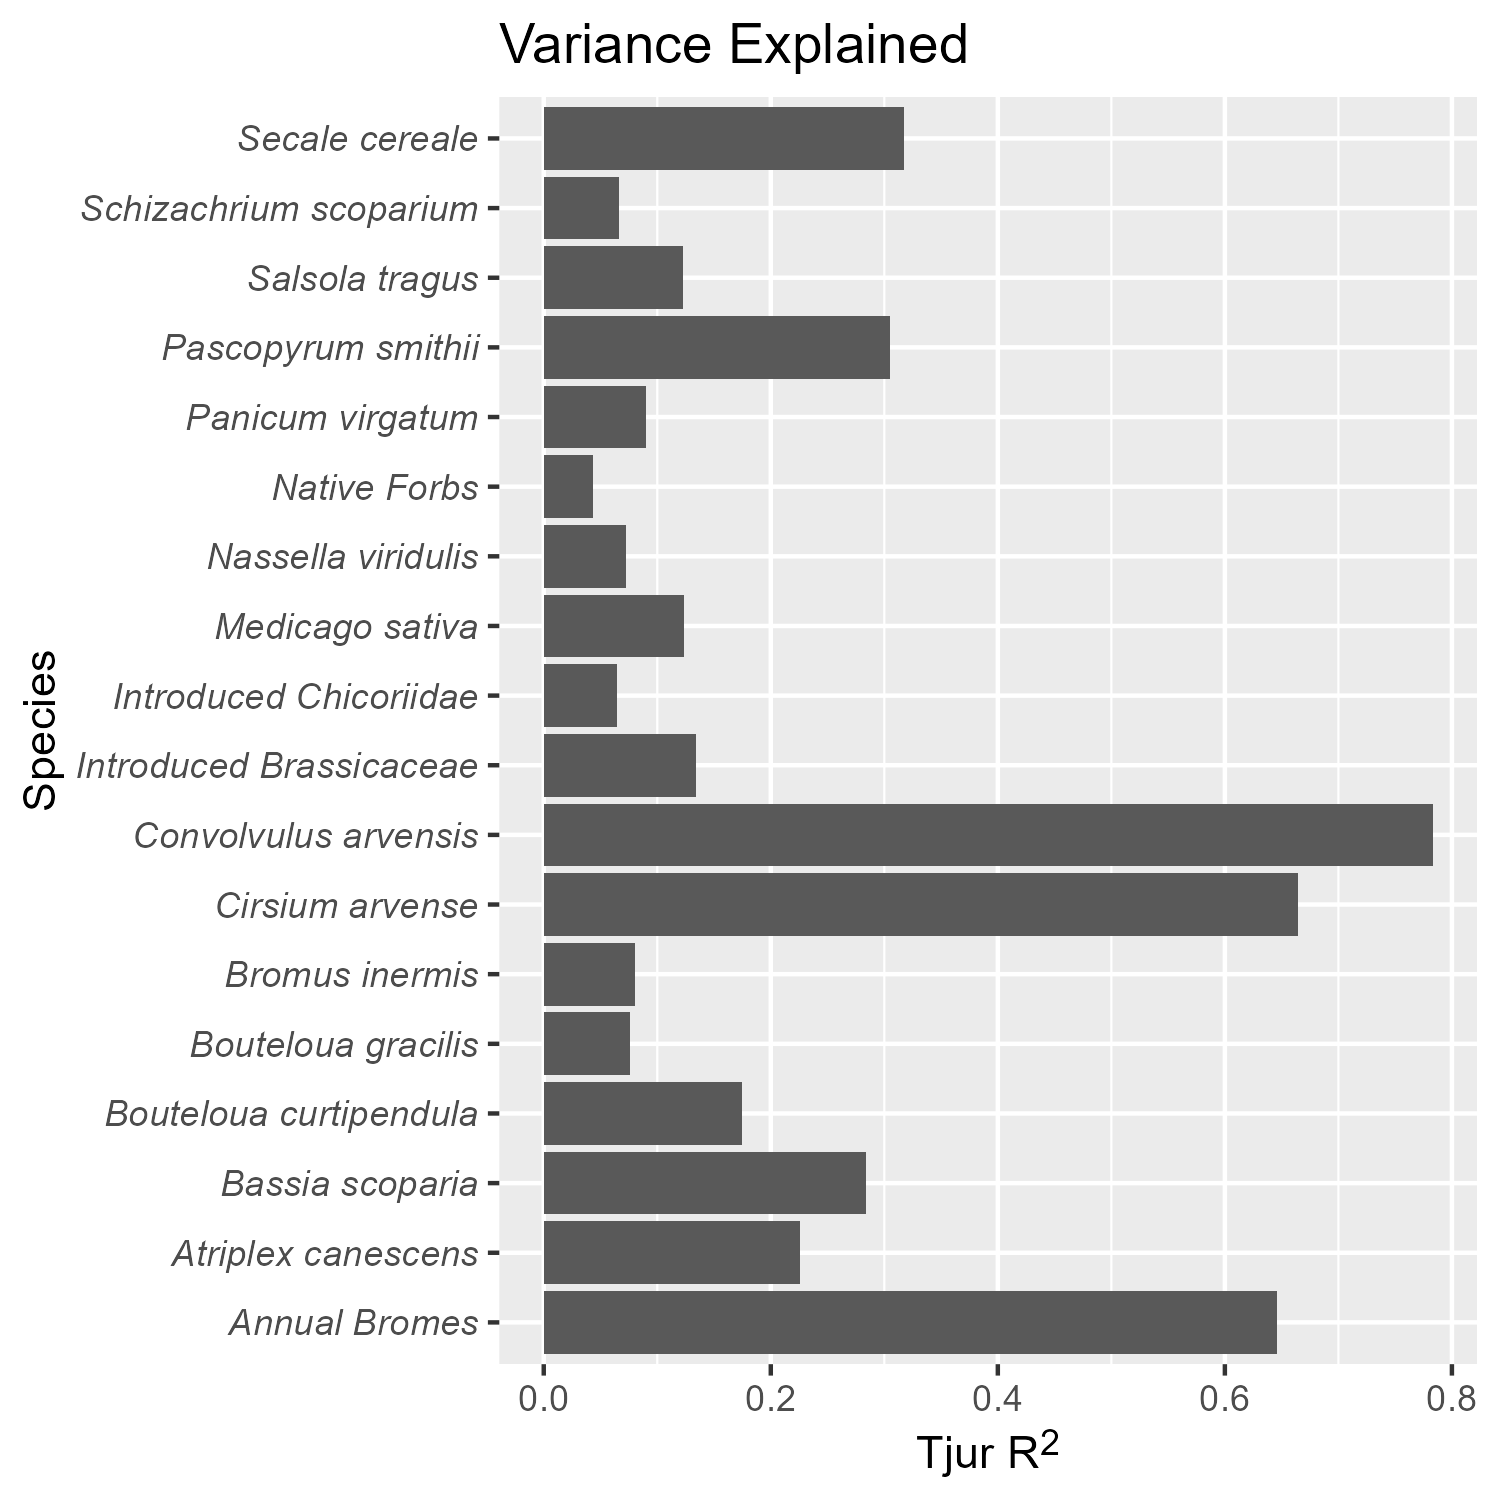 Variance Explained
Secale cereale
Schizachrium scoparium
Salsola tragus
Pascopyrum smithii
Panicum virgatum
Native Forbs
Nassella viridulis
Medicago sativa
Introduced Chicoriidae
Introduced Brassicaceae
Convolvulus arvensis
Cirsium arvense
Bromus inermis
Bouteloua gracilis
Bouteloua curtipendula
Bassia scoparia
Atriplex canescens
Annual Bromes
Species
0.0 0.2 0.4 0.6 0.8
Tjur R²